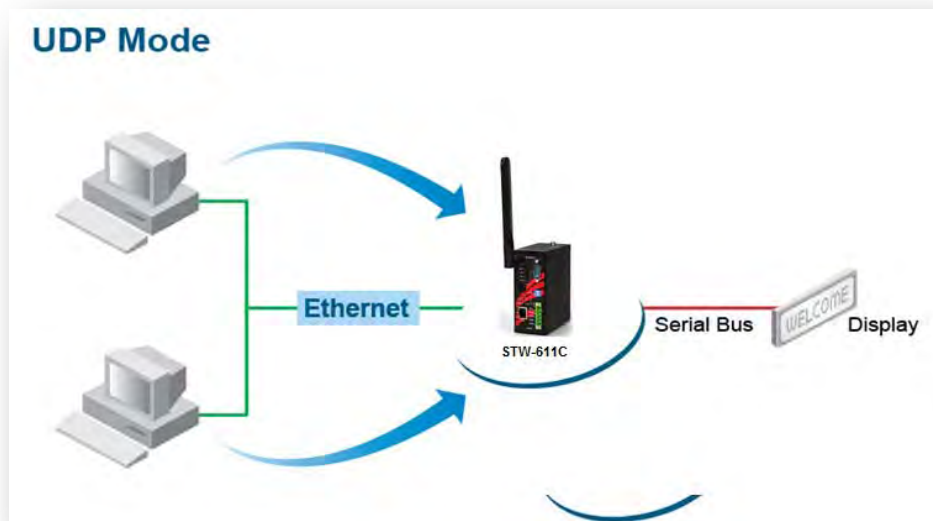 UDP Mode
Ethernet
STW-611C
Serial Bus
WELCOME
Display